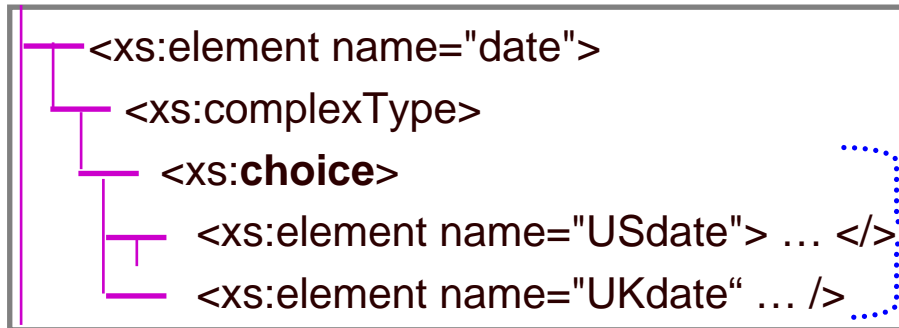 <xs:element name="date">
<xs:complexType>
<xs:choice>
<xs:element name="USdate"> … </>
<xs:element name="UKdate“ … />